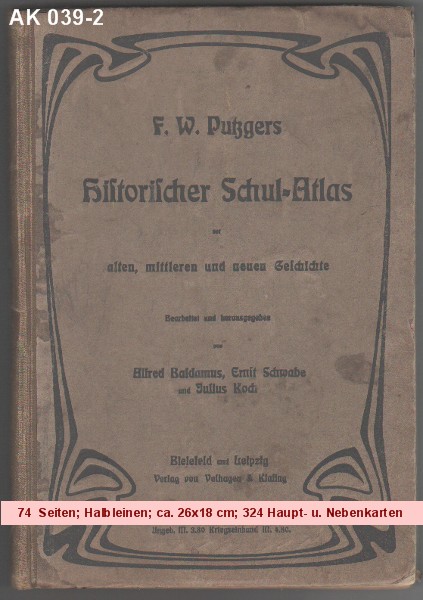 AK 039-2
F. W. Putzgers
Historischer Schul-Atlas
zur
alten, mittleren und neuen Geschichte
Bearbeitet und herausgegeben
von
Alfred Baldamus, Ernst Schwabe
und Julius Koch
Bielefeld und Leipzig
Verlag von Velhagen & Klasing
74 Seiten; Halbleinen; ca. 26x18 cm; 324 Haupt- u. Nebenkarten
Kriegseinband